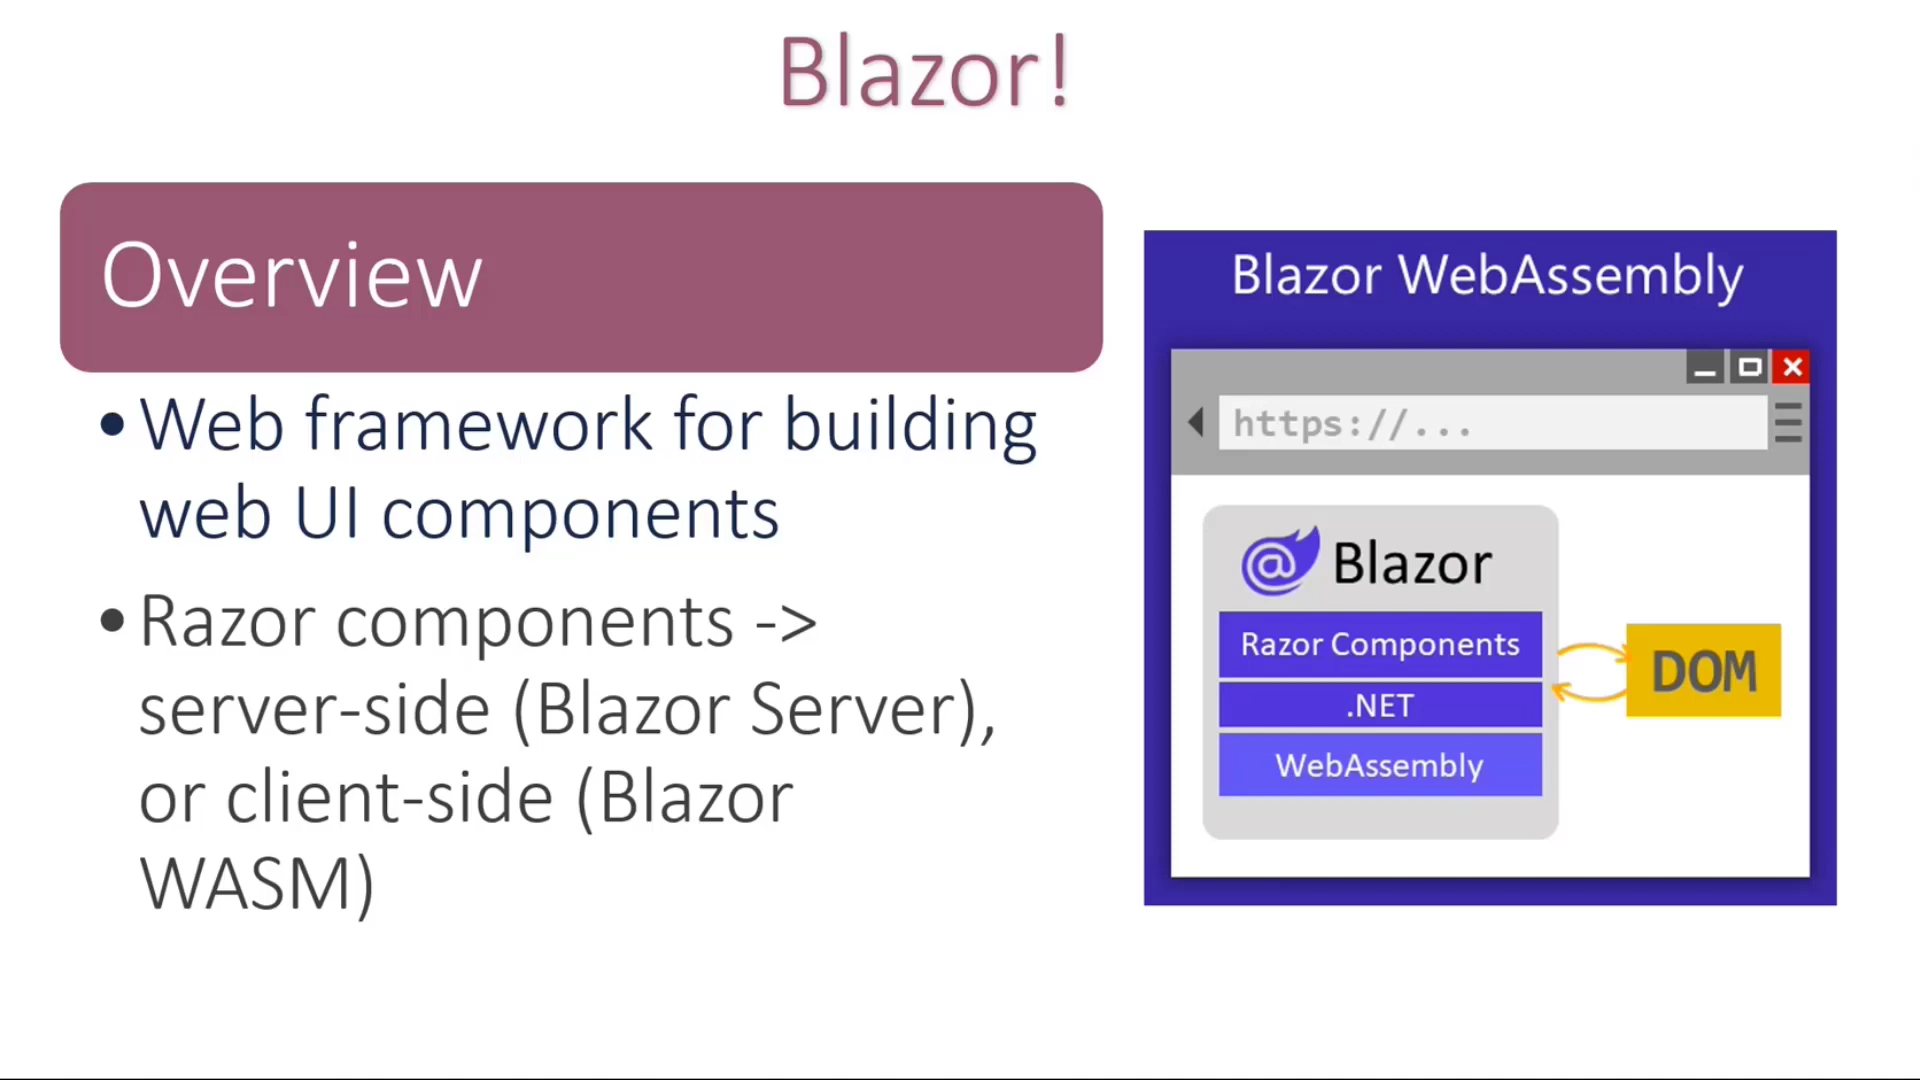 Blazor!
Overview
•Web framework for building
web UI components
•Razor components ->
server-side (Blazor Server),
or client-side (Blazor
WASM)
Blazor WebAssembly
https://...
@ Blazor
Razor Components
.NET
WebAssembly
DOM